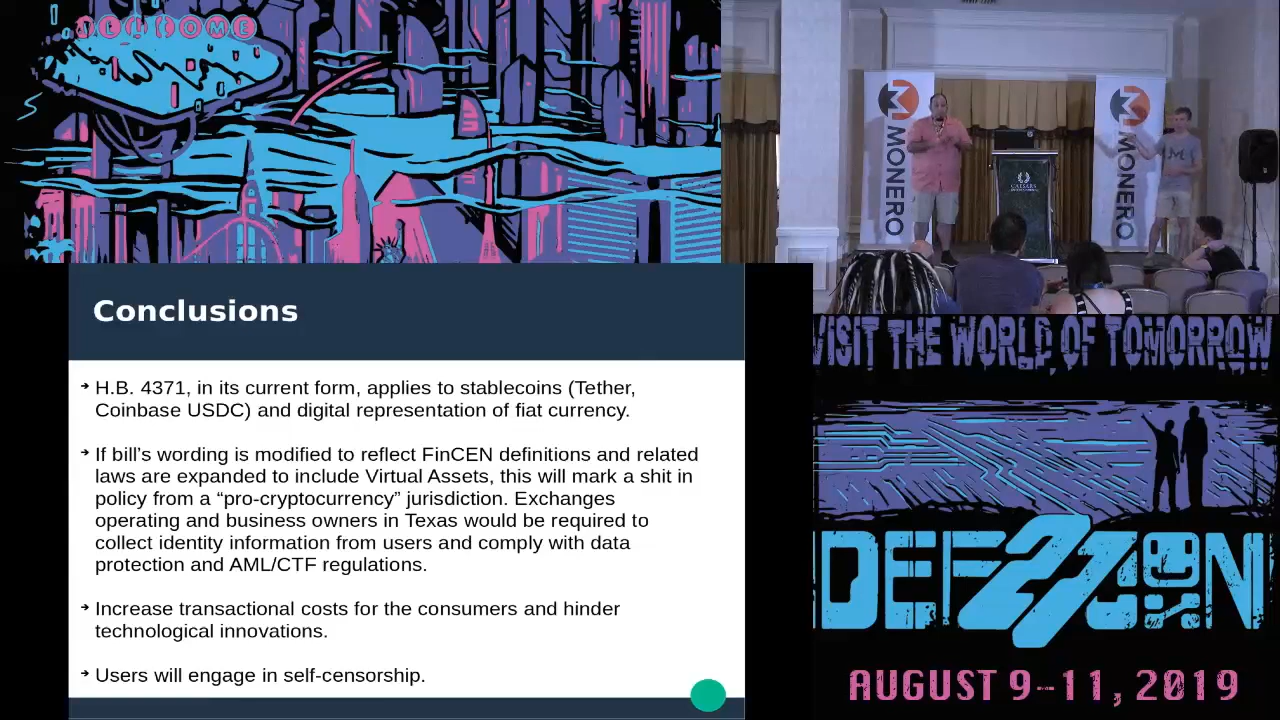 WELCOME
MONERO
CAESARS
MONERO
Conclusions
H.B. 4371, in its current form, applies to stablecoins (Tether,
Coinbase USDC) and digital representation of fiat currency.
If bill's wording is modified to reflect FinCEN definitions and related
laws are expanded to include Virtual Assets, this will mark a shit in
policy from a “pro-cryptocurrency” jurisdiction. Exchanges
operating and business owners in Texas would be required to
collect identity information from users and comply with data
protection and AML/CTF regulations.
Increase transactional costs for the consumers and hinder
technological innovations.
Users will engage in self-censorship.
VISIT THE WORLD OF TOMORROW
DEF27CON
AUGUST 9-11, 2019